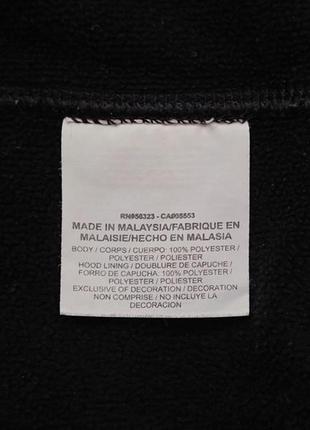 RN#56323 - CA#05553
MADE IN MALAYSIA/FABRIQUE EN
MALAISIE/HECHO EN MALASIA
BODY / CORPS / CUERPO: 100% POLYESTER /
POLYESTER / POLIESTER
HOOD LINING / DOUBLURE DE CAPUCHE /
FORRO DE CAPUCHA: 100% POLYESTER /
POLYESTER / POLIESTER
EXCLUSIVE OF DECORATION / DECORATION
NON COMPRISE / NO INCLUYE LA
DECORACION